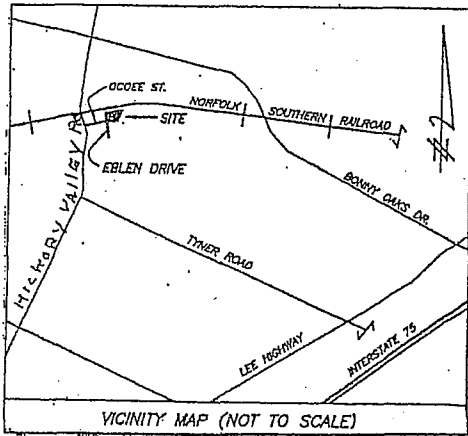 OCOEE ST.
NORFOLK SOUTHERN RAILROAD
SITE
EBLEN DRIVE
HICKORY VAllEY Rd
BONNY OAKS DR.
TYNER ROAD
LEE HIGHWAY
INTERSTATE 75
#2
VICINITY MAP (NOT TO SCALE)